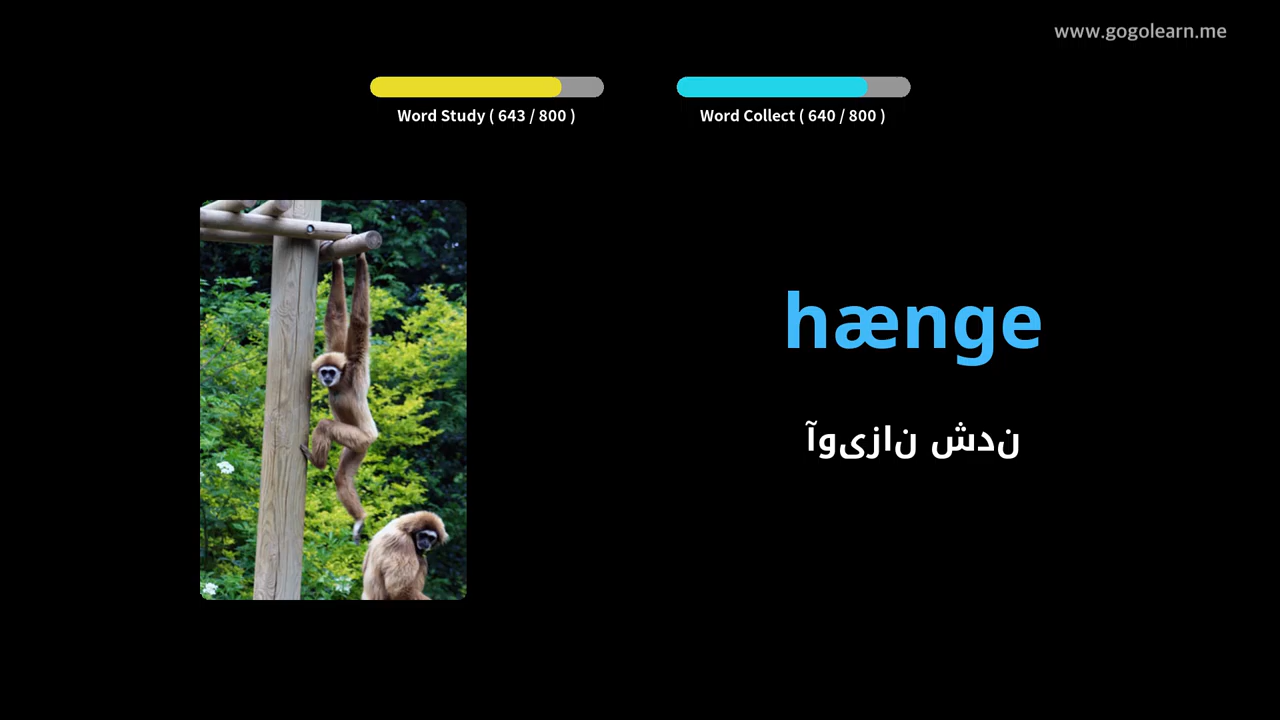 www.gogolearn.me
Word Study ( 643 / 800 )
Word Collect ( 640 / 800 )
hænge
آویزان شدن